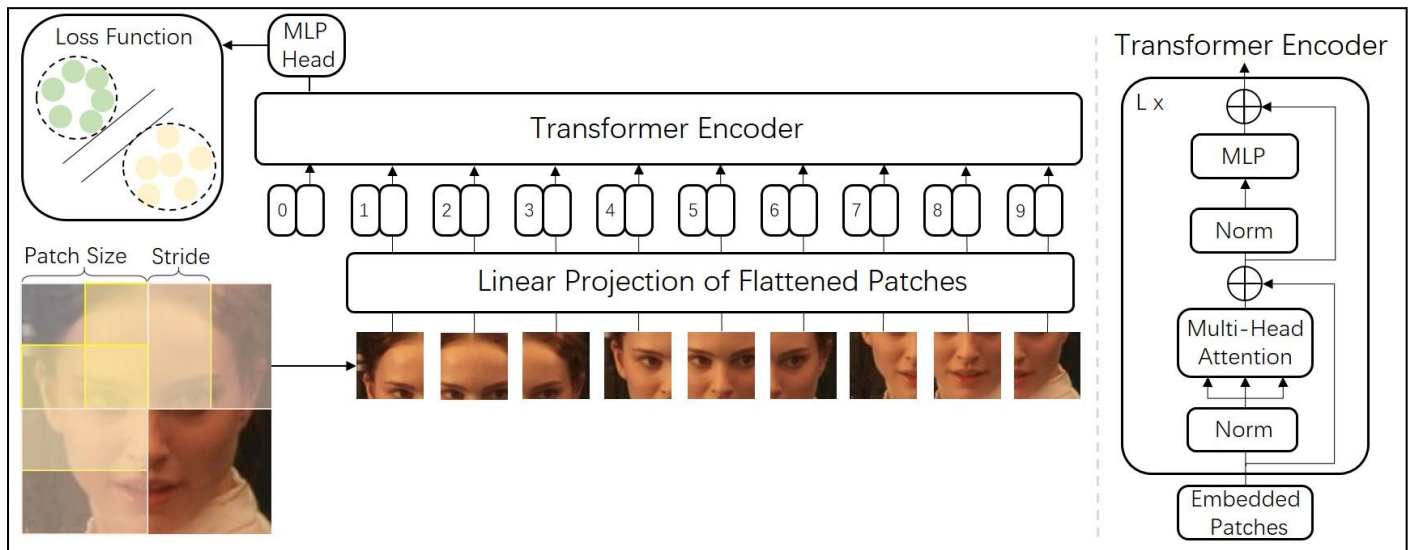 Loss Function
MLP
Head
Transformer Encoder
0 1 2 3 4 5 6 7 8 9
Linear Projection of Flattened Patches
Patch Size
Stride
Transformer Encoder
L x
MLP
Norm
Multi-Head
Attention
Norm
Embedded
Patches